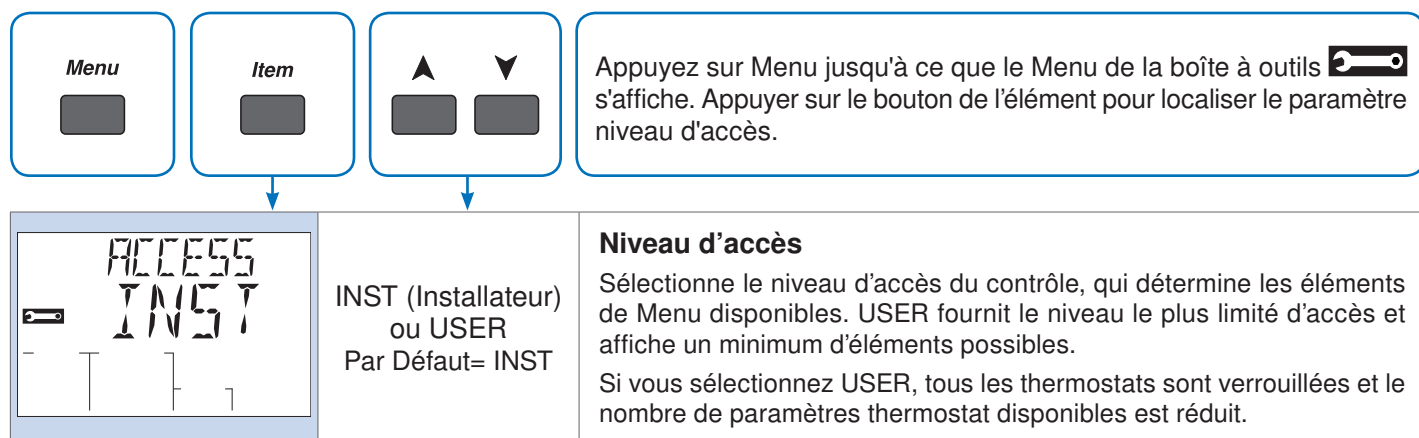 Menu
Item
Appuyez sur Menu jusqu'à ce que le Menu de la boîte à outils
s'affiche. Appuyer sur le bouton de l’élément pour localiser le paramètre
niveau d'accès.
ACCESS
INST
INST (Installateur)
ou USER
Par Défaut= INST
Niveau d’accès
Sélectionne le niveau d’accès du contrôle, qui détermine les éléments
de Menu disponibles. USER fournit le niveau le plus limité d’accès et
affiche un minimum d’éléments possibles.
Si vous sélectionnez USER, tous les thermostats sont verrouillées et le
nombre de paramètres thermostat disponibles est réduit.